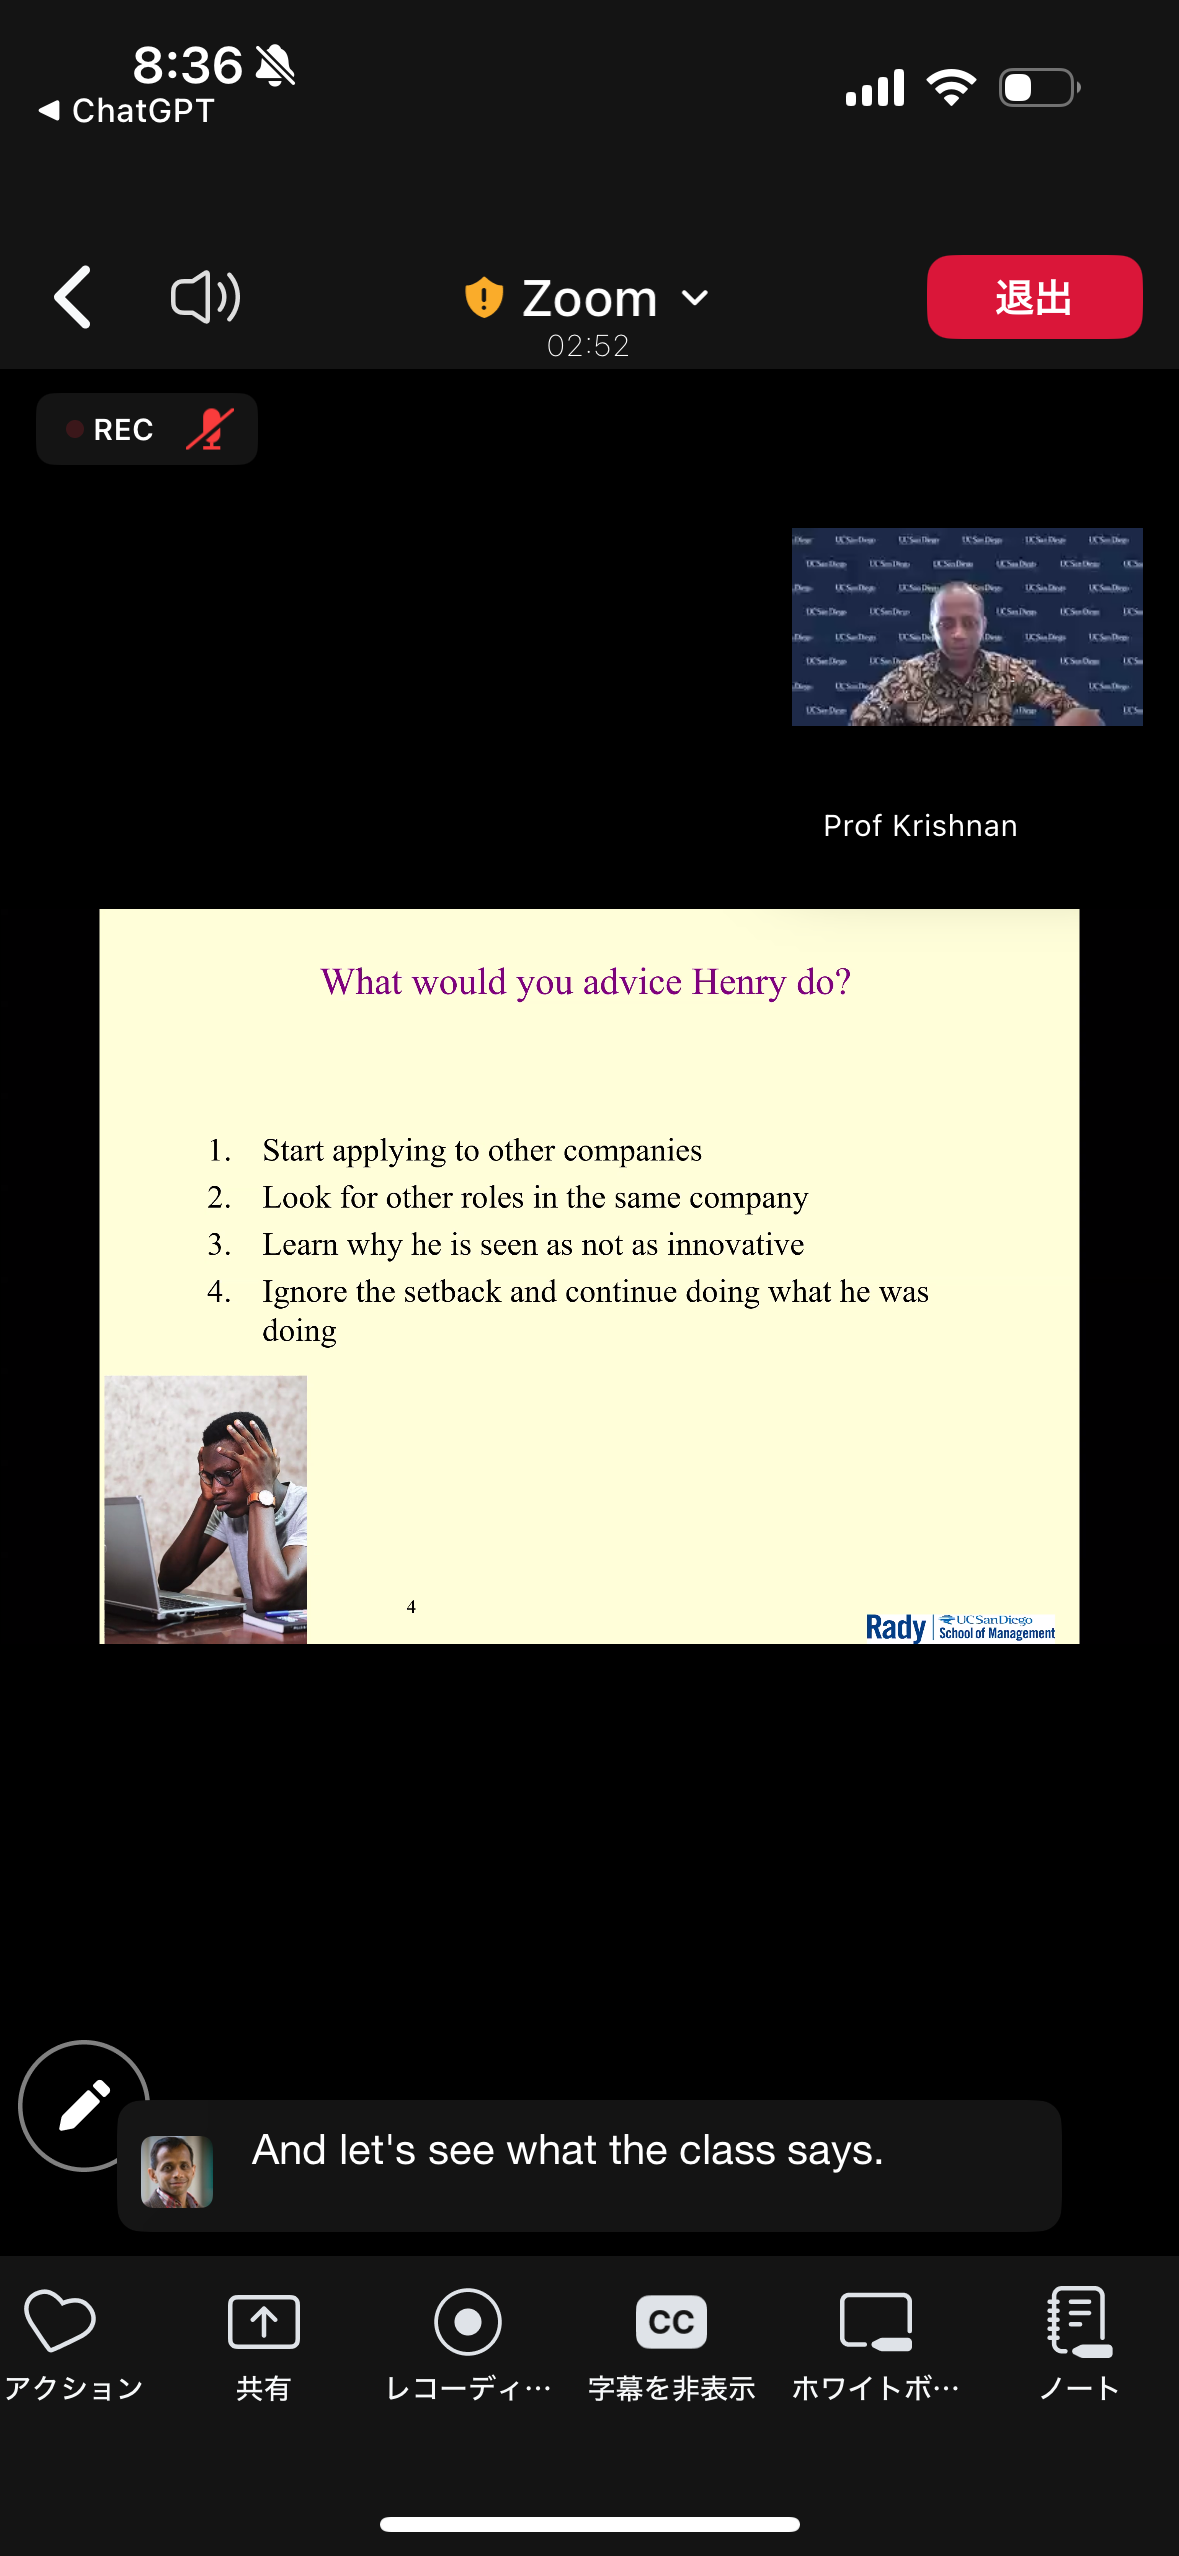 8:36
ChatGPT
Zoom
02:52
退出
REC
Prof Krishnan
What would you advice Henry do?
1. Start applying to other companies
2. Look for other roles in the same company
3. Learn why he is seen as not as innovative
4. Ignore the setback and continue doing what he was
doing
4
Rady
UC San Diego
School of Management
And let's see what the class says.
CC
アクション
共有
レコーディ…
字幕を非表示
ホワイトボ…
ノート